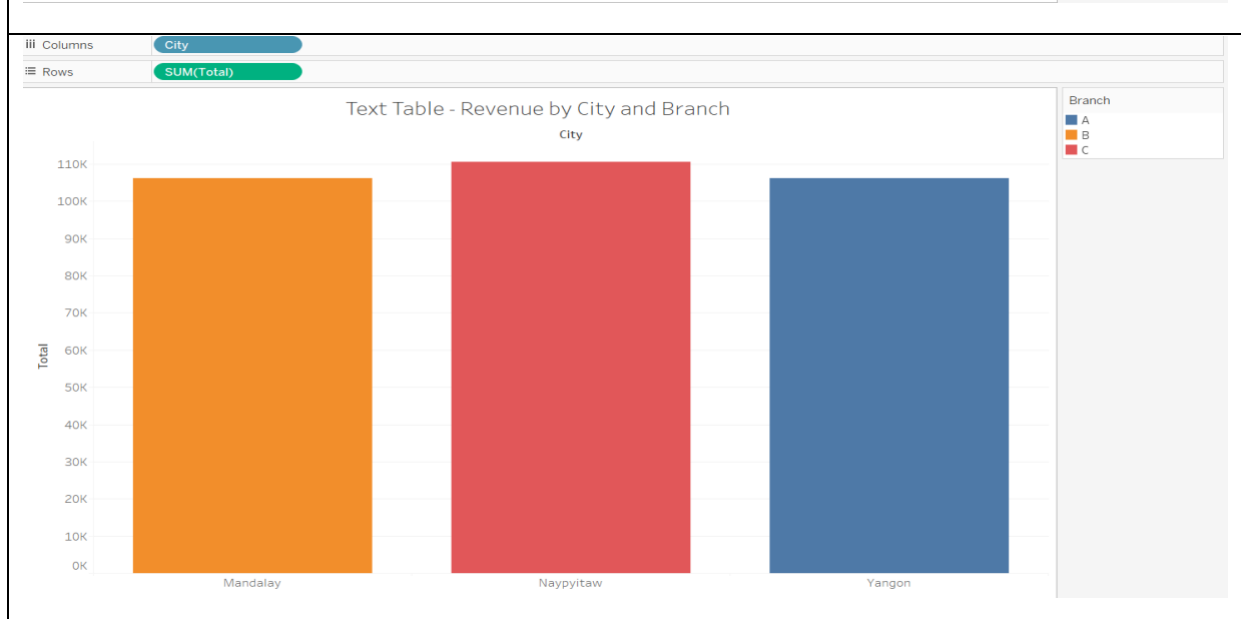 Columns City
Rows SUM(Total)
Text Table - Revenue by City and Branch
City
Branch
A
B
C
110K
100K
90K
80K
70K
60K
50K
40K
30K
20K
10K
0K
Total
Mandalay Naypyitaw Yangon